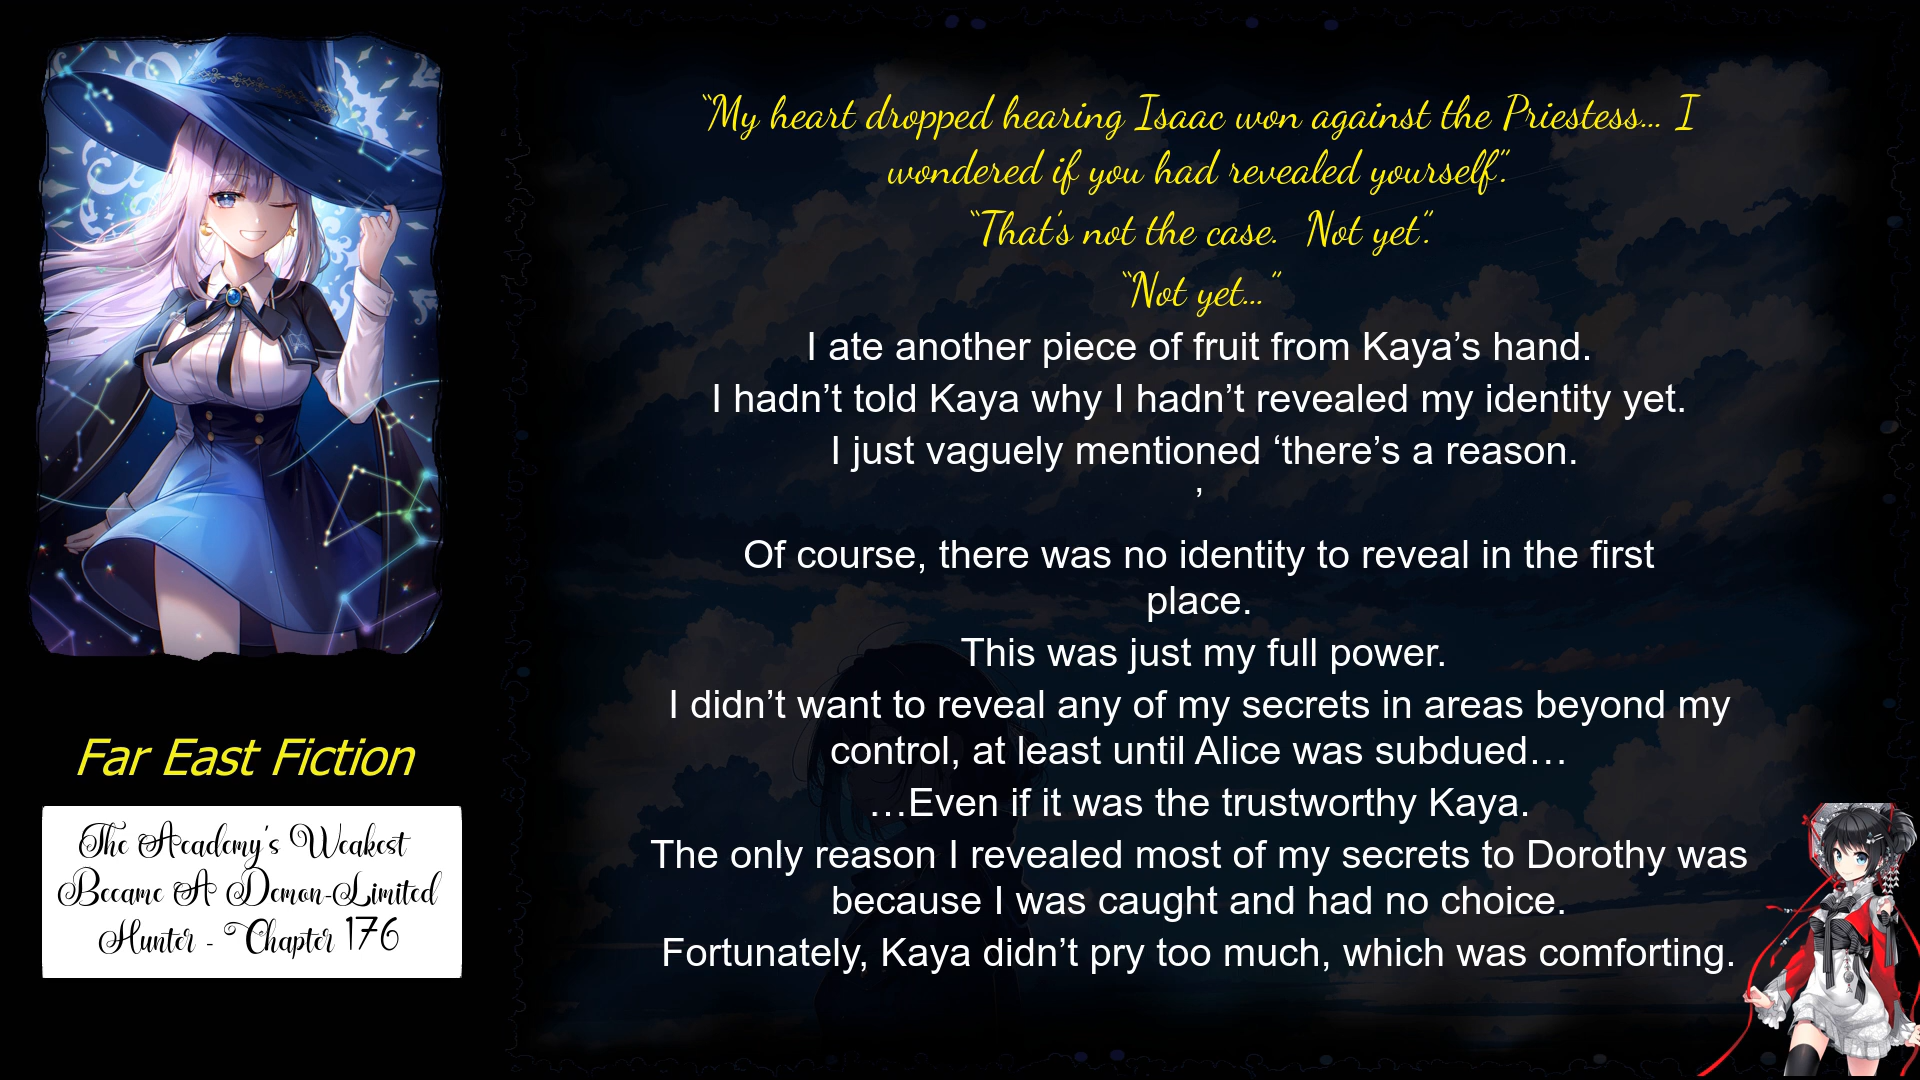 “My heart dropped hearing Isaac won against the Priestess… I
wondered if you had revealed yourself”.
“That’s not the case.  Not yet”.
“Not yet…”
I ate another piece of fruit from Kaya’s hand.
I hadn’t told Kaya why I hadn’t revealed my identity yet.
I just vaguely mentioned ‘there’s a reason.
’
Of course, there was no identity to reveal in the first
place.
This was just my full power.
I didn’t want to reveal any of my secrets in areas beyond my
control, at least until Alice was subdued…
…Even if it was the trustworthy Kaya.
The only reason I revealed most of my secrets to Dorothy was
because I was caught and had no choice.
Fortunately, Kaya didn’t pry too much, which was comforting.
Far East Fiction
The Academy's Weakest
Became A Demon-Limited
Hunter - Chapter 176